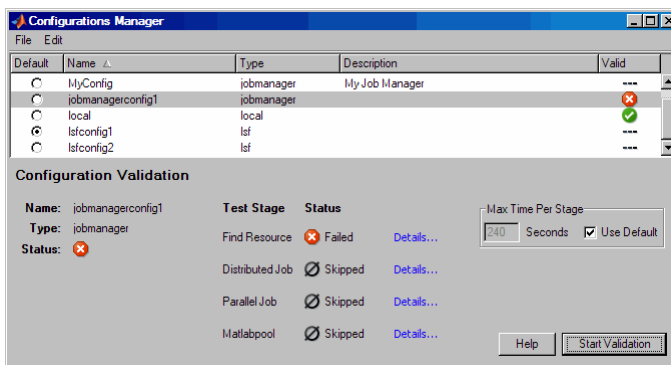 Configurations Manager
File Edit
Default Name Type Description Valid
MyConfig jobmanager My Job Manager ---
jobmanagerconfig1 jobmanager
local local
lsfconfig1 lsf ---
lsfconfig2 lsf ---
Configuration Validation
Name: jobmanagerconfig1
Type: jobmanager
Status:
Test Stage Status
Find Resource Failed Details...
Distributed Job Skipped Details...
Parallel Job Skipped Details...
Matlabpool Skipped Details...
Max Time Per Stage
240 Seconds Use Default
Help Start Validation